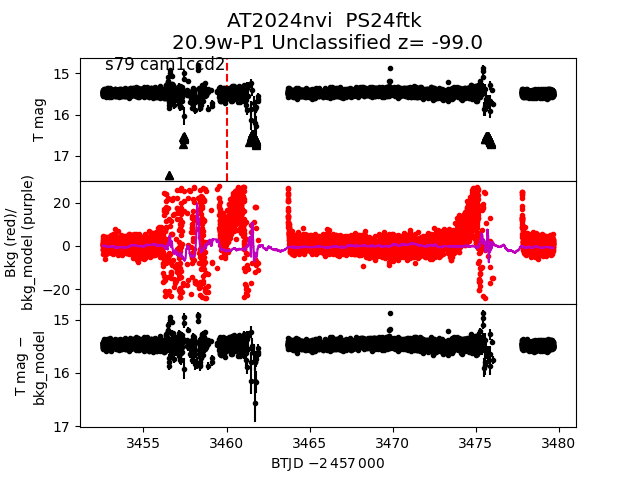 AT2024nvi  PS24ftk
20.9w-P1 Unclassified z= -99.0
s79 cam1ccd2
15
16
17
T mag
20
0
−20
Bkg (red)/
bkg_model (purple)
15
16
17
T mag −
bkg_model
3455
3460
3465
3470
3475
3480
BTJD −2 457 000